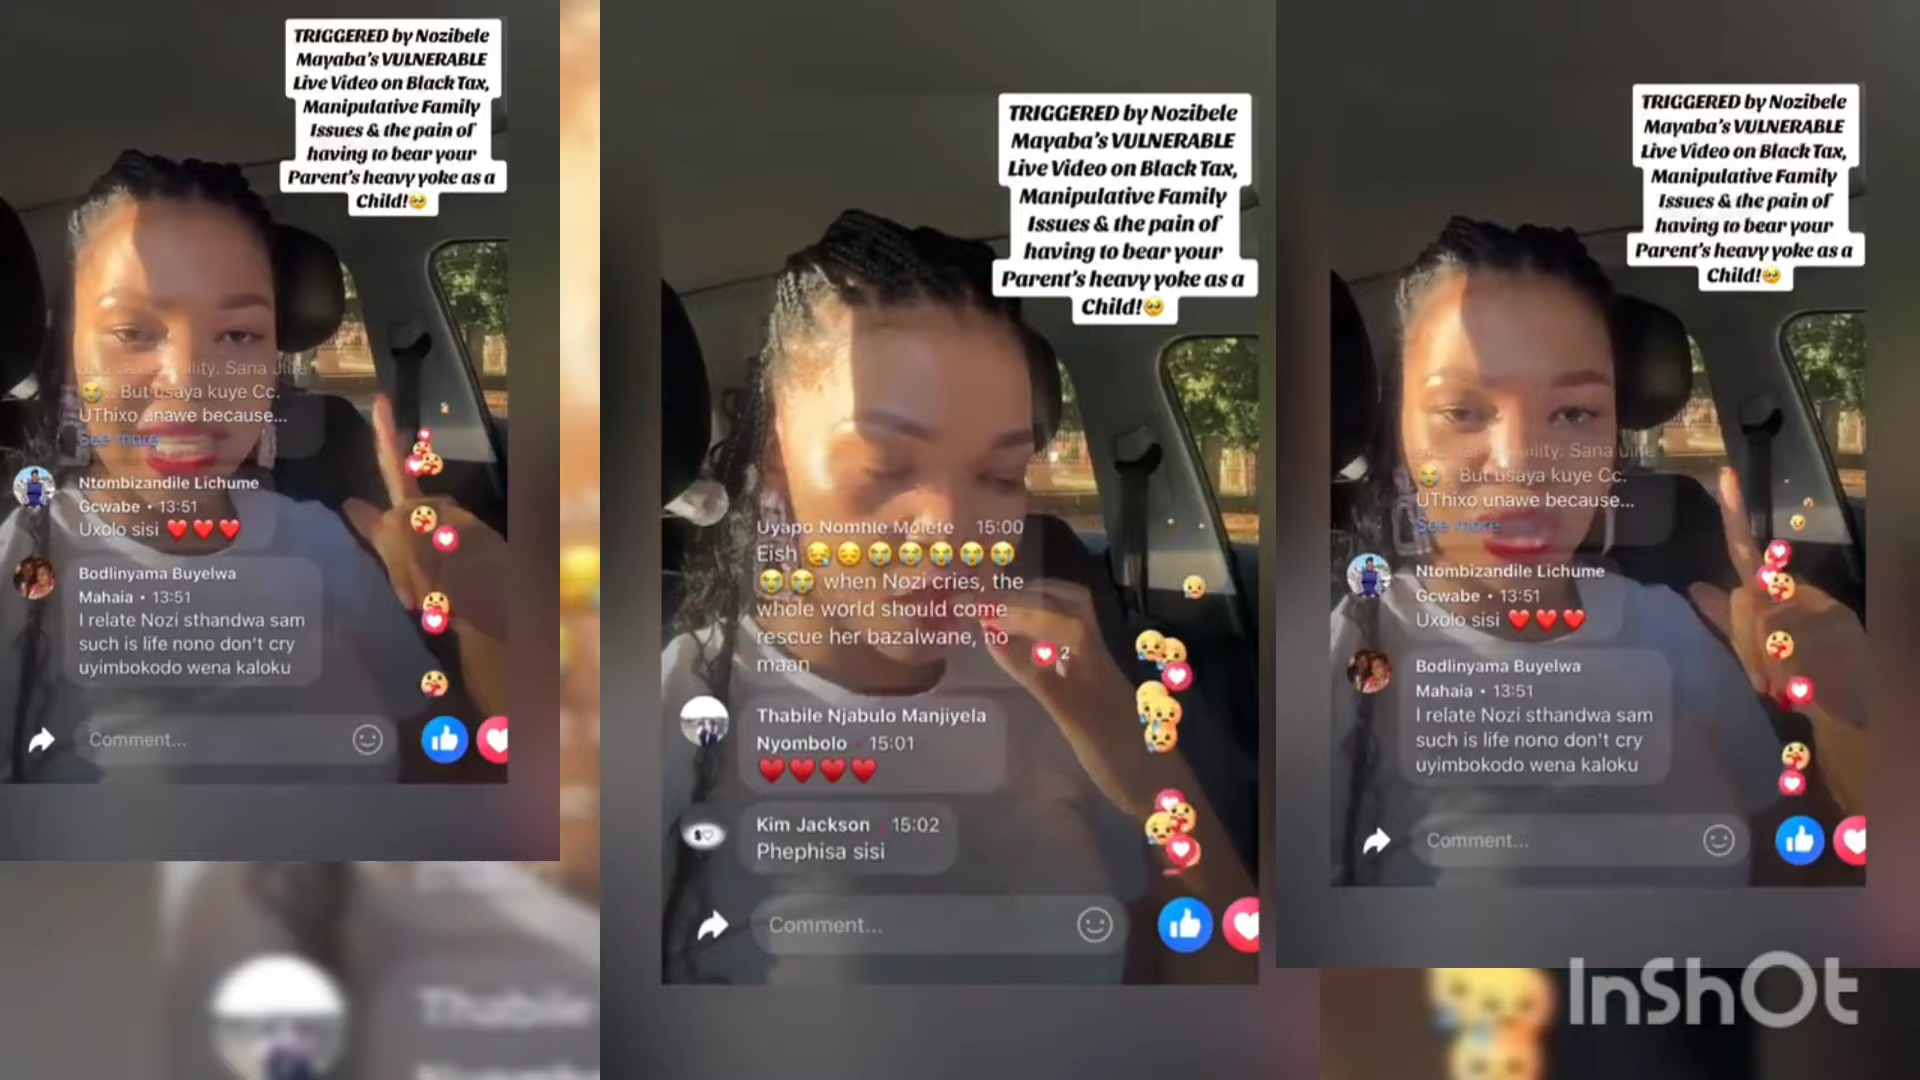 TRIGGERED by Nozibele
Mayaba's VULNERABLE
Live Video on Black Tax,
Manipulative Family
Issues & the pain of
having to bear your
Parent's heavy yoke as a
Child!🥺
Sana
😭.. But usaya kuye Cc.
UThixo unawe because...
See more
Ntombizandile Lichume
Gcwabe • 13:51
Uxolo sisi ❤️❤️❤️
Bodlinyama Buyelwa
Mahaia • 13:51
I relate Nozi sthandwa sam
such is life nono don't cry
uyimbokodo wena kaloku
Comment...
TRIGGERED by Nozibele
Mayaba's VULNERABLE
Live Video on Black Tax,
Manipulative Family
Issues & the pain of
having to bear your
Parent's heavy yoke as a
Child!🥺
Uyapo Nomhle Molefe 15:00
Eish 😪😔😭😭😭😭😭
😭😭 when Nozi cries, the
whole world should come
rescue her bazalwane, no
maan
2
Thabile Njabulo Manjiyela
Nyombolo • 15:01
❤️❤️❤️❤️
Kim Jackson • 15:02
Phephisa sisi
Comment...
TRIGGERED by Nozibele
Mayaba's VULNERABLE
Live Video on Black Tax,
Manipulative Family
Issues & the pain of
having to bear your
Parent's heavy yoke as a
Child!🥺
Sana
😭.. But usaya kuye Cc.
UThixo unawe because...
See more
Ntombizandile Lichume
Gcwabe • 13:51
Uxolo sisi ❤️❤️❤️
Bodlinyama Buyelwa
Mahaia • 13:51
I relate Nozi sthandwa sam
such is life nono don't cry
uyimbokodo wena kaloku
Comment...
Thabile
InShOt